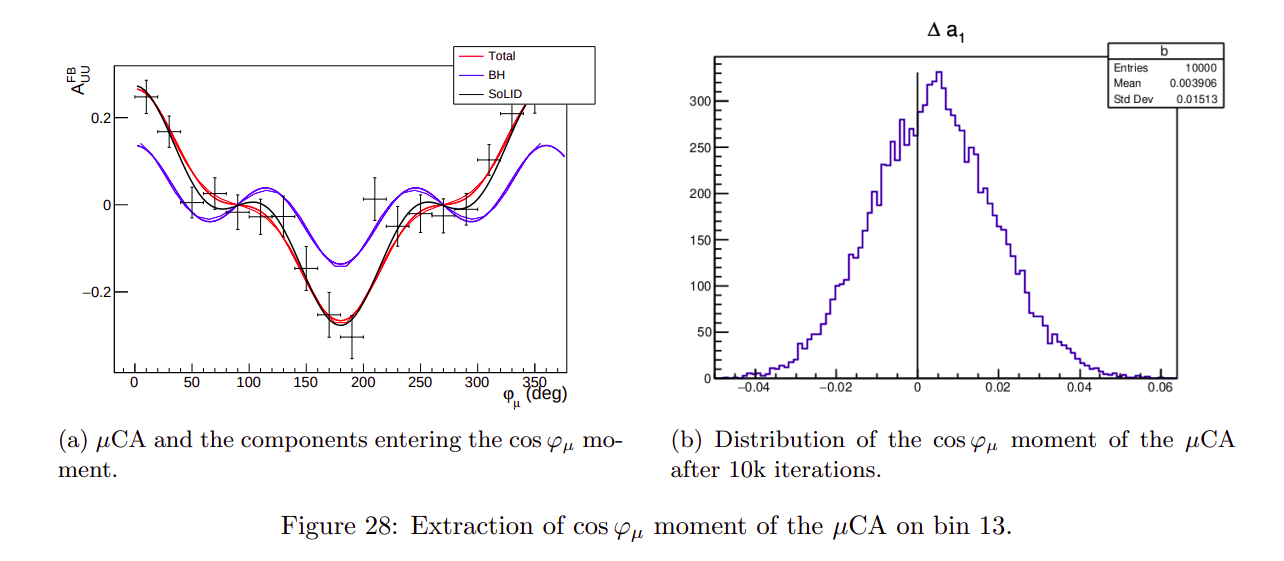 A_UU^FB
Total
BH
SoLID
0.2
0
−0.2
0 50 100 150 200 250 300 350
φ_μ (deg)
Δ a_1
b
Entries 10000
Mean 0.003906
Std Dev 0.01513
300
250
200
150
100
50
0
−0.04 −0.02 0 0.02 0.04 0.06
(a) μCA and the components entering the cos φ_μ mo-
ment.
(b) Distribution of the cos φ_μ moment of the μCA
after 10k iterations.
Figure 28: Extraction of cos φ_μ moment of the μCA on bin 13.